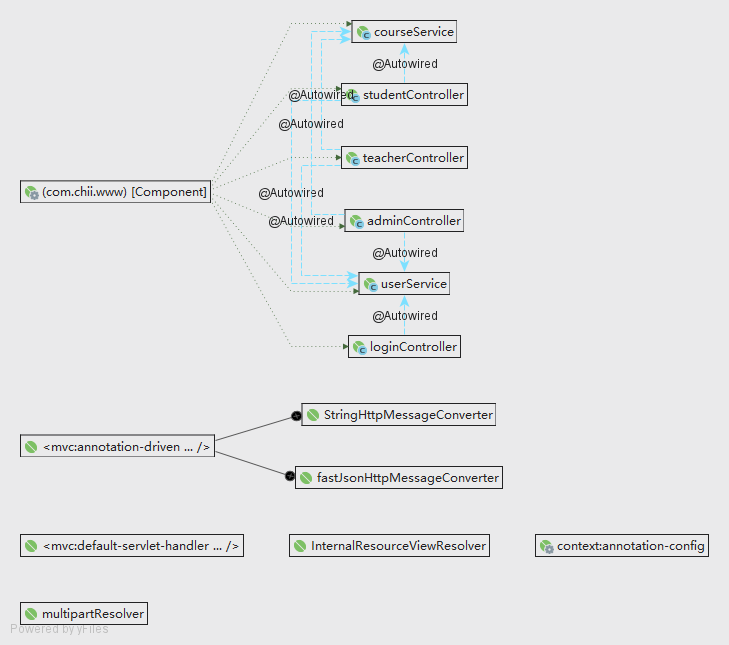 courseService
@Autowired
@Autowired
studentController
@Autowired
teacherController
(com.chii.www) [Component]
@Autowired
@Autowired
adminController
@Autowired
userService
@Autowired
loginController
StringHttpMessageConverter
<mvc:annotation-driven ... />
fastJsonHttpMessageConverter
<mvc:default-servlet-handler ... />
InternalResourceViewResolver
context:annotation-config
multipartResolver
Powered by yFiles